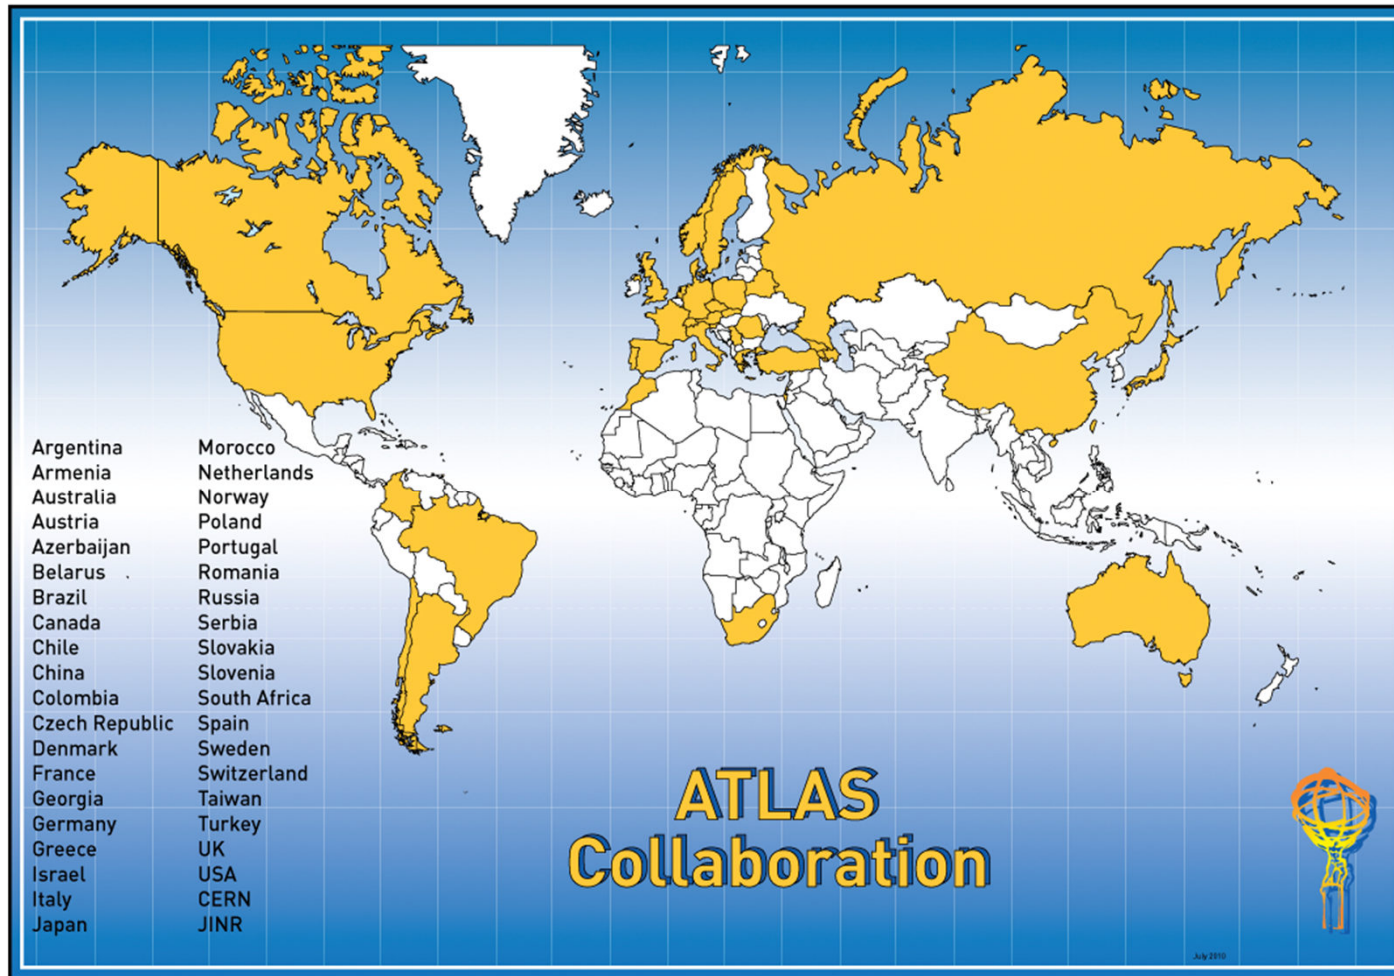 Argentina
Armenia
Australia
Austria
Azerbaijan
Belarus
Brazil
Canada
Chile
China
Colombia
Czech Republic
Denmark
France
Georgia
Germany
Greece
Israel
Italy
Japan
Morocco
Netherlands
Norway
Poland
Portugal
Romania
Russia
Serbia
Slovakia
Slovenia
South Africa
Spain
Sweden
Switzerland
Taiwan
Turkey
UK
USA
CERN
JINR
ATLAS
Collaboration
July 2010